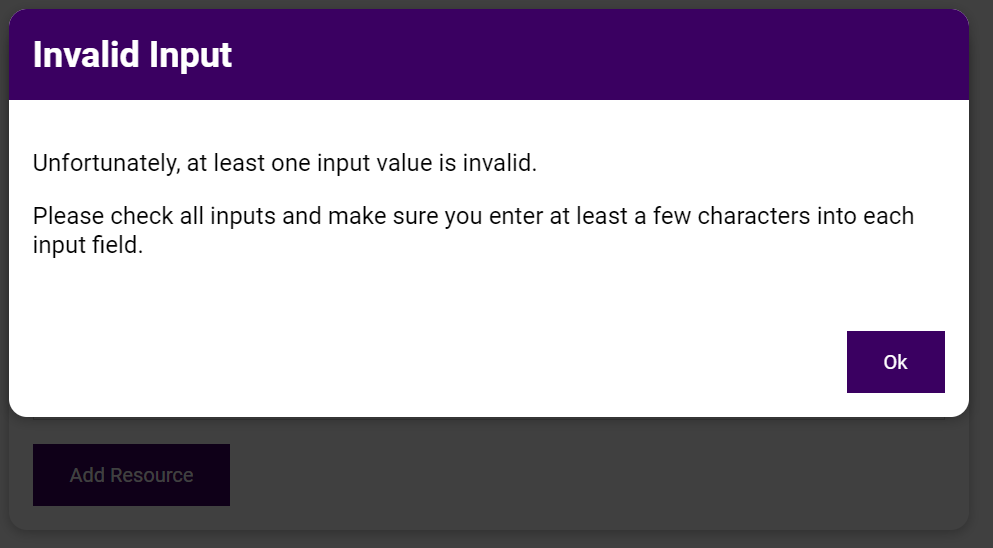 Invalid Input
Unfortunately, at least one input value is invalid.
Please check all inputs and make sure you enter at least a few characters into each
input field.
Ok
Add Resource